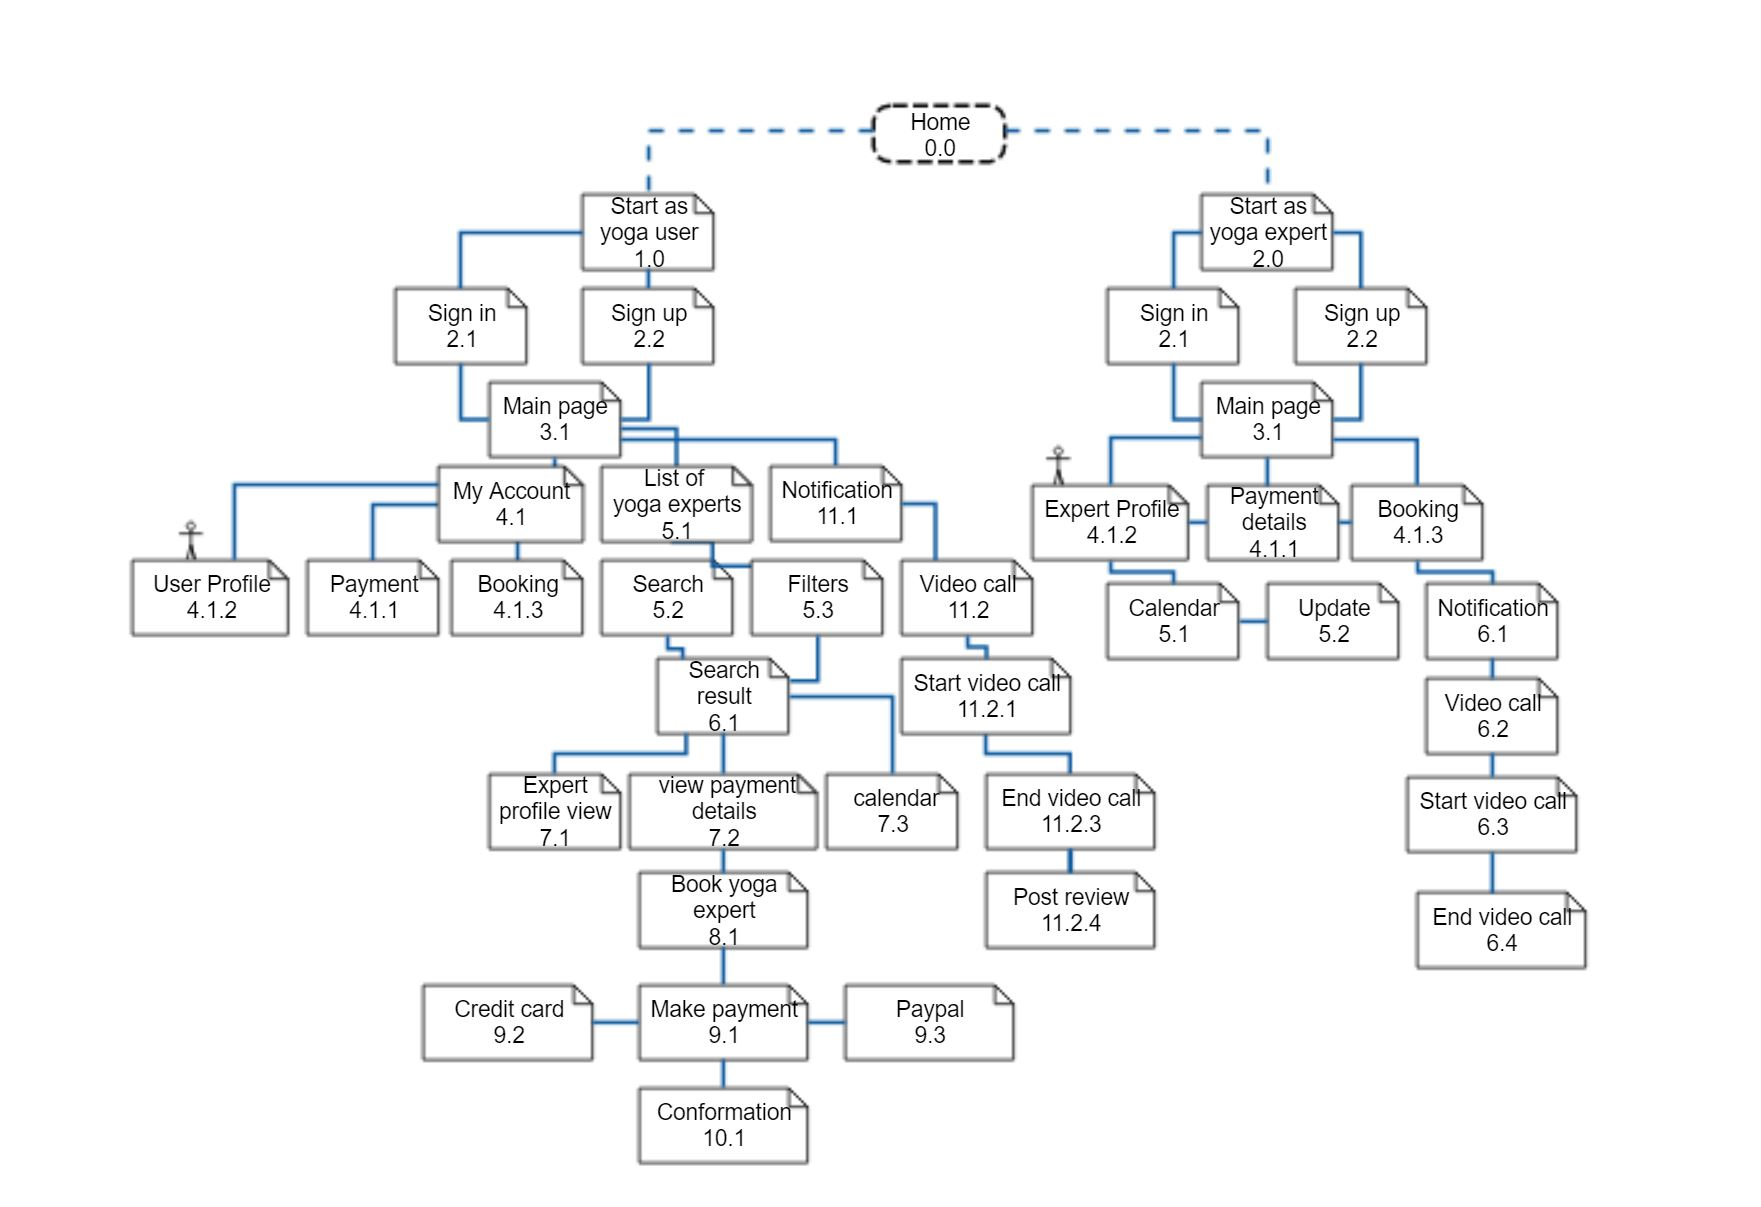 Home
0.0
Start as
yoga user
1.0
Start as
yoga expert
2.0
Sign in
2.1
Sign up
2.2
Sign in
2.1
Sign up
2.2
Main page
3.1
Main page
3.1
My Account
4.1
List of
yoga experts
5.1
Notification
11.1
Expert Profile
4.1.2
Payment
details
4.1.1
Booking
4.1.3
User Profile
4.1.2
Payment
4.1.1
Booking
4.1.3
Search
5.2
Filters
5.3
Video call
11.2
Calendar
5.1
Update
5.2
Notification
6.1
Search
result
6.1
Start video call
11.2.1
Video call
6.2
Expert
profile view
7.1
view payment
details
7.2
calendar
7.3
End video call
11.2.3
Start video call
6.3
Book yoga
expert
8.1
Post review
11.2.4
End video call
6.4
Credit card
9.2
Make payment
9.1
Paypal
9.3
Conformation
10.1